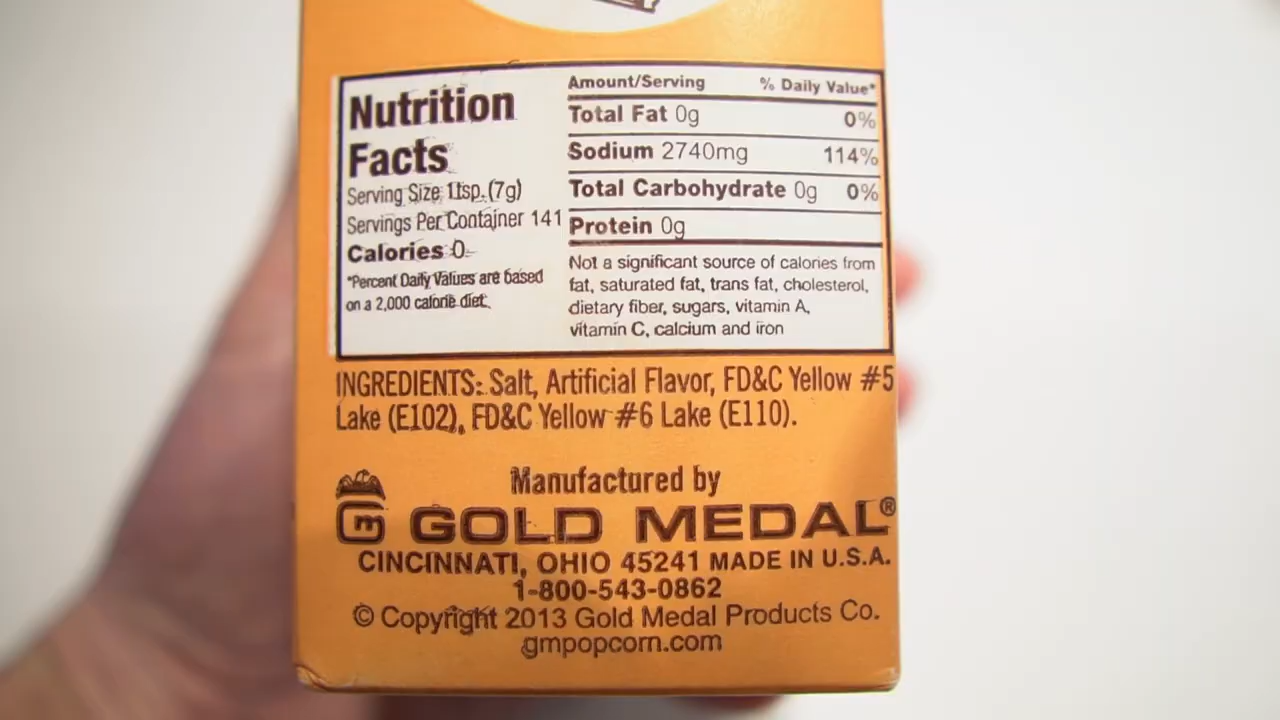 Nutrition
Facts
Serving Size 1tsp.(7g)
Servings Per Container 141
Calories 0
*Percent Daily Values are based
on a 2,000 calorie diet.
Amount/Serving % Daily Value*
Total Fat 0g 0%
Sodium 2740mg 114%
Total Carbohydrate 0g 0%
Protein 0g
Not a significant source of calories from
fat, saturated fat, trans fat, cholesterol,
dietary fiber, sugars, vitamin A,
vitamin C, calcium and iron
INGREDIENTS: Salt, Artificial Flavor, FD&C Yellow #5
Lake (E102), FD&C Yellow #6 Lake (E110).
Manufactured by
Gm GOLD MEDAL®
CINCINNATI, OHIO 45241 MADE IN U.S.A.
1-800-543-0862
© Copyright 2013 Gold Medal Products Co.
gmpopcorn.com